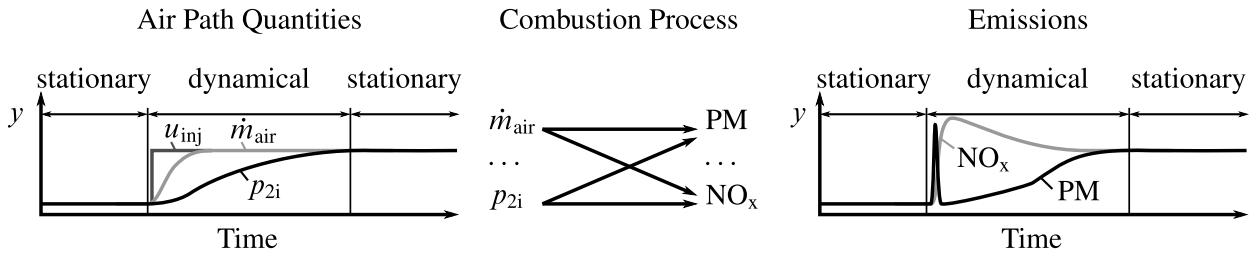 Air Path Quantities
Combustion Process
Emissions
stationary dynamical stationary
stationary dynamical stationary
y
u_inj ṁ_air
p_2i
Time
ṁ_air PM
... ...
p_2i NO_x
y
NO_x
PM
Time